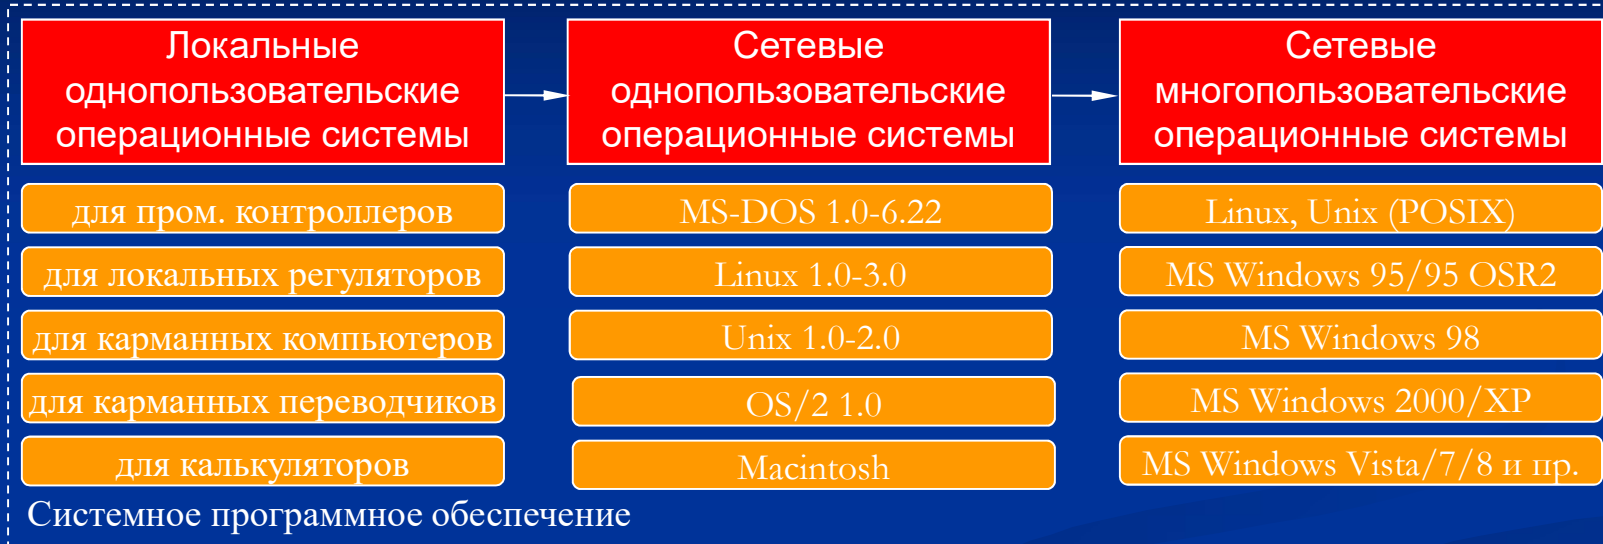 Локальные
однопользовательские
операционные системы
Сетевые
однопользовательские
операционные системы
Сетевые
многопользовательские
операционные системы
для пром. контроллеров
для локальных регуляторов
для карманных компьютеров
для карманных переводчиков
для калькуляторов
MS-DOS 1.0-6.22
Linux 1.0-3.0
Unix 1.0-2.0
OS/2 1.0
Macintosh
Linux, Unix (POSIX)
MS Windows 95/95 OSR2
MS Windows 98
MS Windows 2000/XP
MS Windows Vista/7/8 и пр.
Системное программное обеспечение